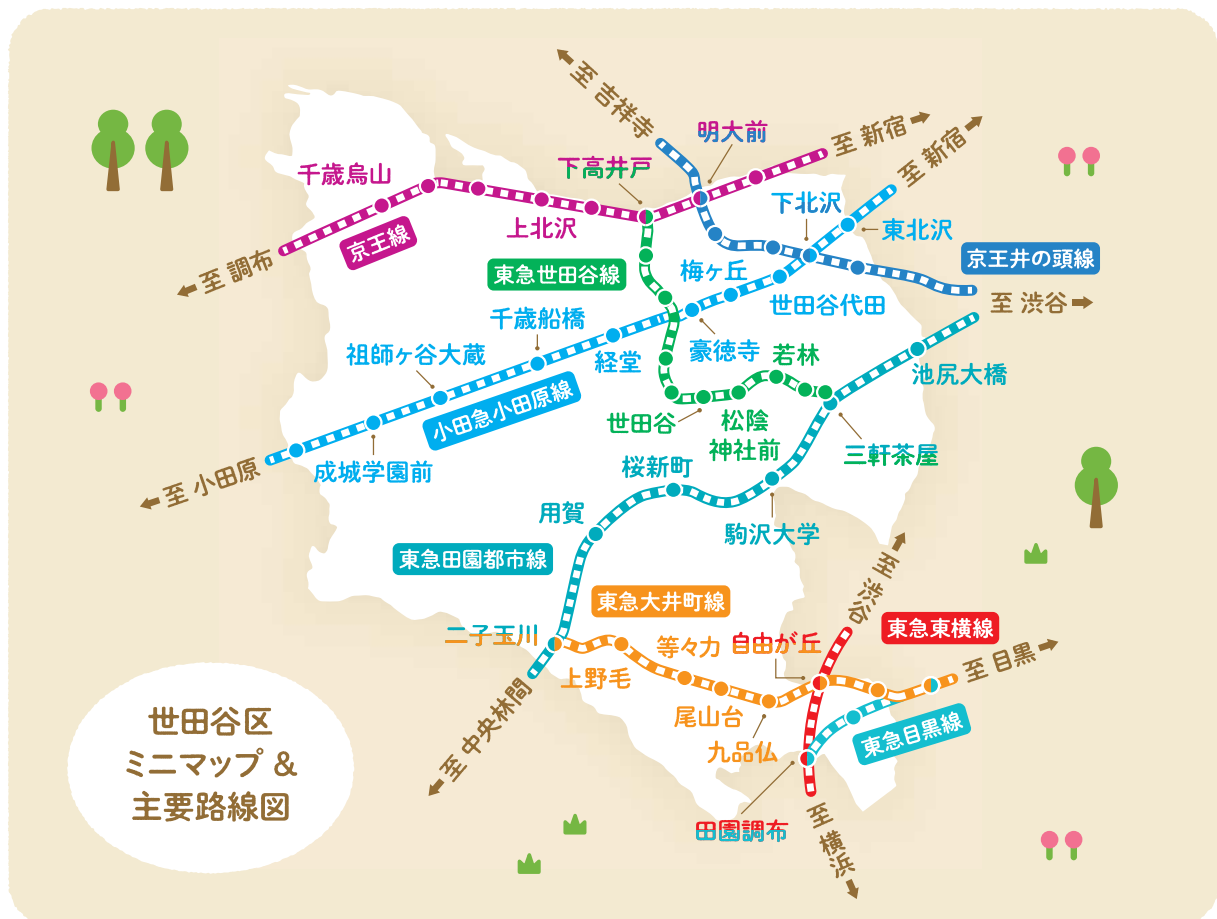 至 吉祥寺
明大前
至 新宿
至 新宿
下高井戸
千歳烏山
上北沢
京王線
至 調布
下北沢
東北沢
京王井の頭線
至 渋谷
東急世田谷線
梅ヶ丘
世田谷代田
千歳船橋
豪徳寺
若林
祖師ヶ谷大蔵
経堂
池尻大橋
小田急小田原線
世田谷
松陰
神社前
三軒茶屋
至 小田原
成城学園前
桜新町
用賀
駒沢大学
東急田園都市線
至 渋谷
東急大井町線
東急東横線
二子玉川
等々力
自由が丘
至 目黒
上野毛
尾山台
九品仏
東急目黒線
至 中央林間
田園調布
至 横浜
世田谷区
ミニマップ &
主要路線図